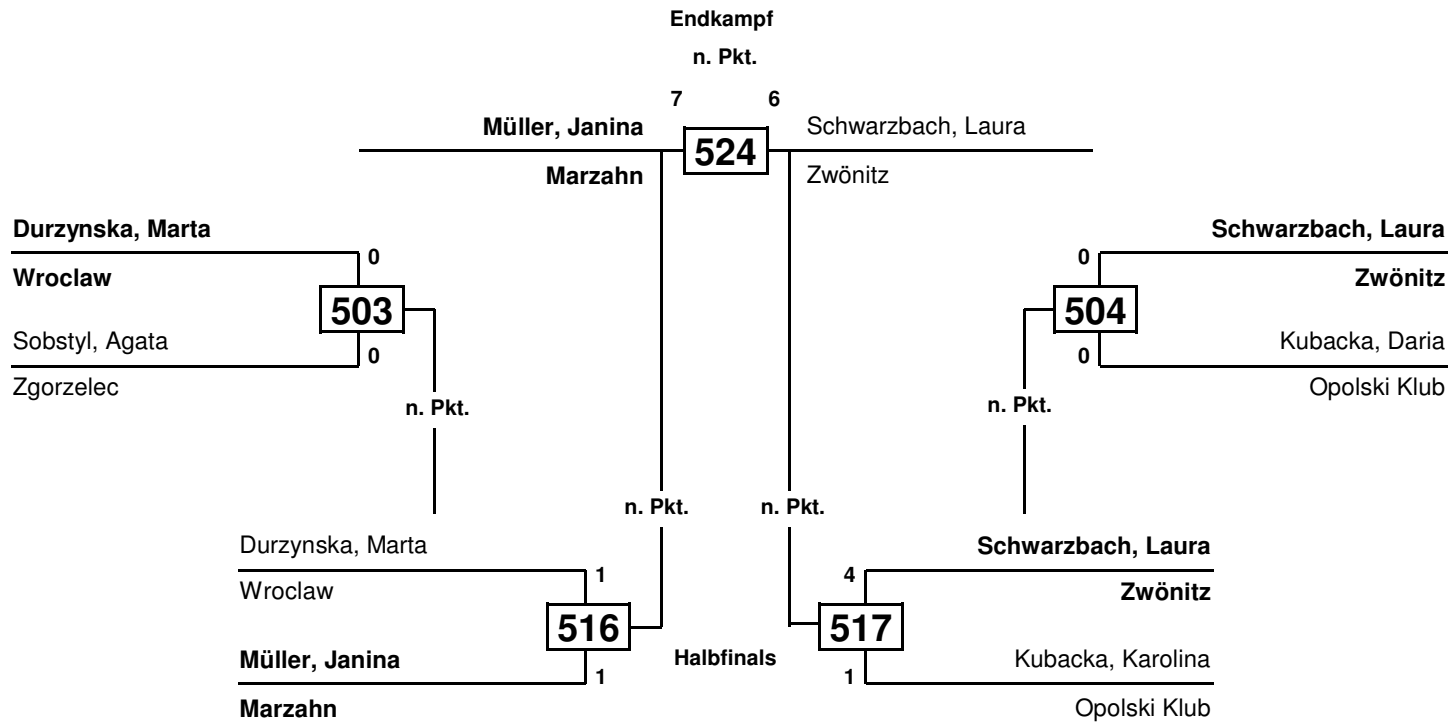 Endkampf
n. Pkt.
7 6
Müller, Janina Schwarzbach, Laura
524
Marzahn Zwönitz
Durzynska, Marta Schwarzbach, Laura
0 0
Wroclaw Zwönitz
503 504
Sobstyl, Agata Kubacka, Daria
0 0
Zgorzelec Opolski Klub
n. Pkt. n. Pkt.
n. Pkt. n. Pkt.
Durzynska, Marta Schwarzbach, Laura
1 4
Wroclaw Zwönitz
516 517
Müller, Janina Halbfinals Kubacka, Karolina
1 1
Marzahn Opolski Klub